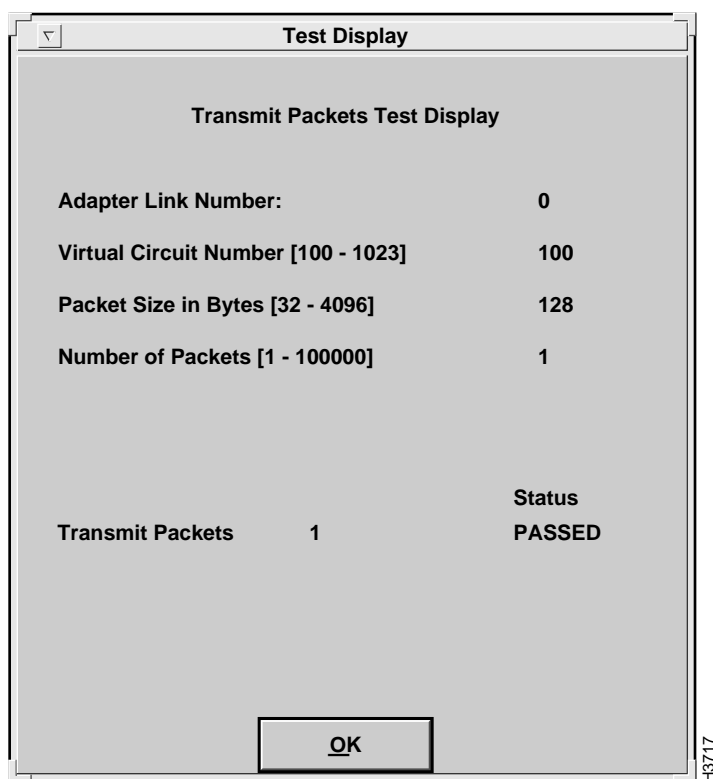 Test Display
Transmit Packets Test Display
Adapter Link Number: 0
Virtual Circuit Number [100 - 1023] 100
Packet Size in Bytes [32 - 4096] 128
Number of Packets [1 - 100000] 1
Status
Transmit Packets 1 PASSED
OK